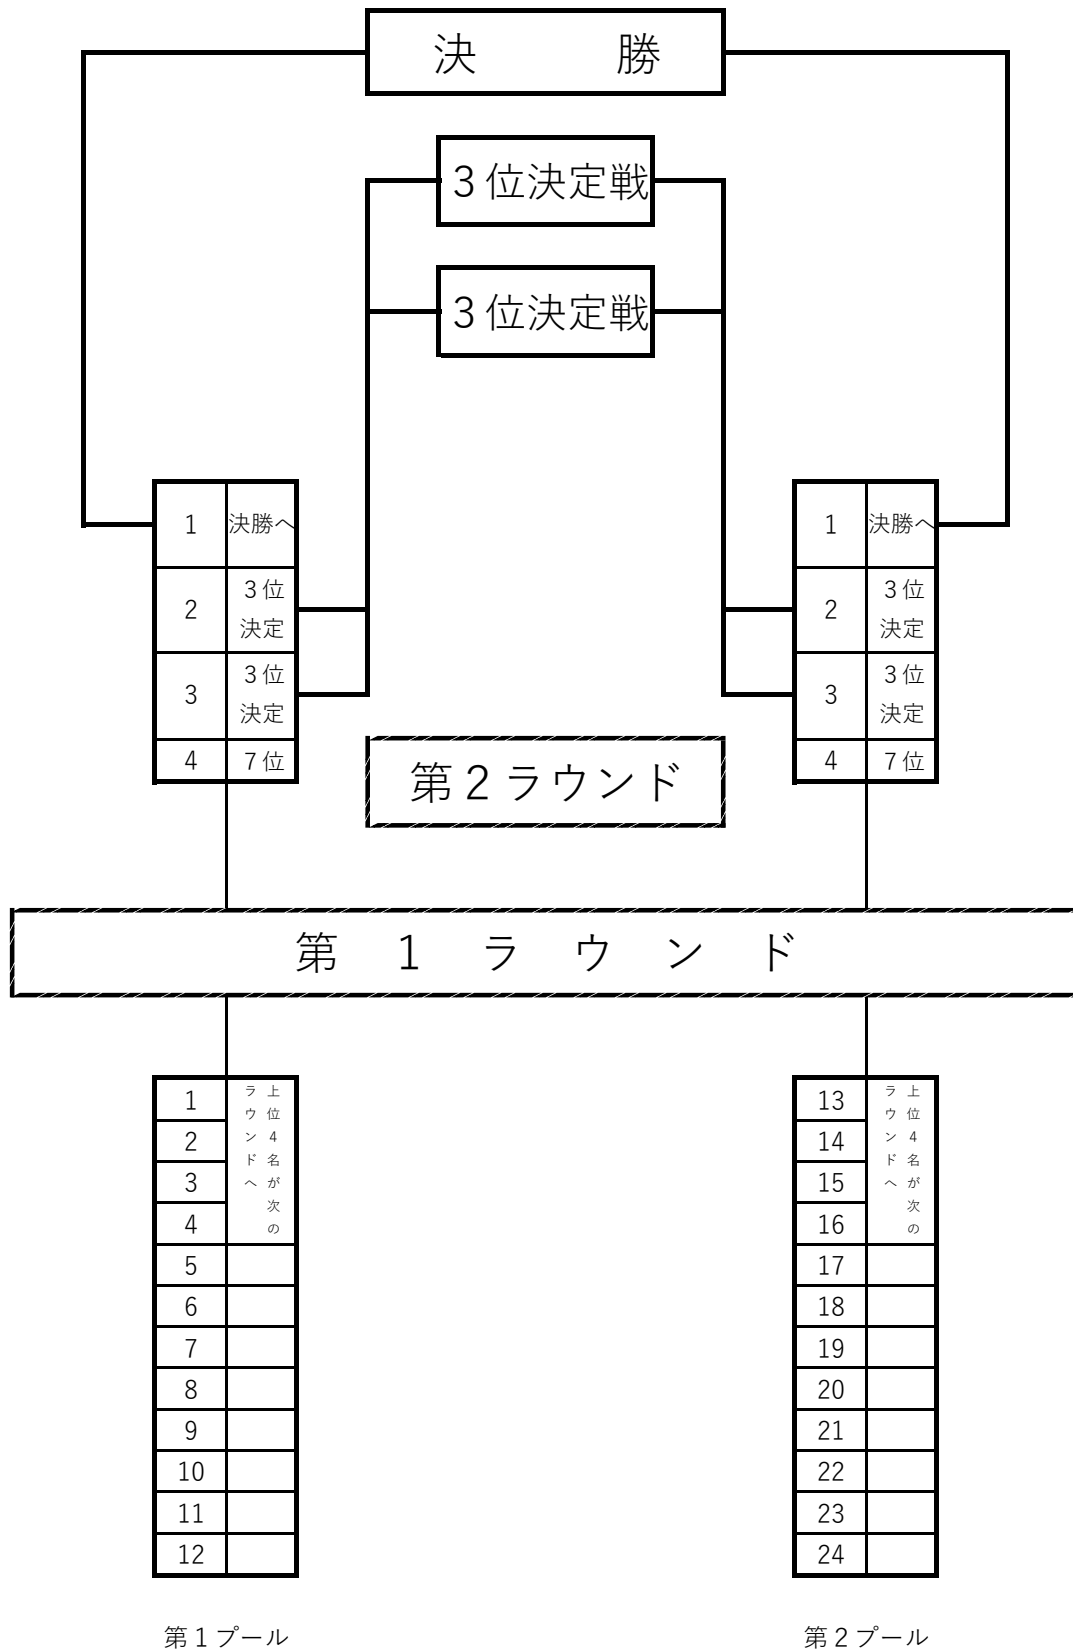 決　勝
３位決定戦
３位決定戦
1 決勝へ
2 ３位
決定
3 ３位
決定
4 ７位
1 決勝へ
2 ３位
決定
3 ３位
決定
4 ７位
第２ラウンド
第１ラウンド
1
2
3
4
5
6
7
8
9
10
11
12
上位4名が次の
ラウンドへ
13
14
15
16
17
18
19
20
21
22
23
24
上位4名が次の
ラウンドへ
第１プール
第２プール